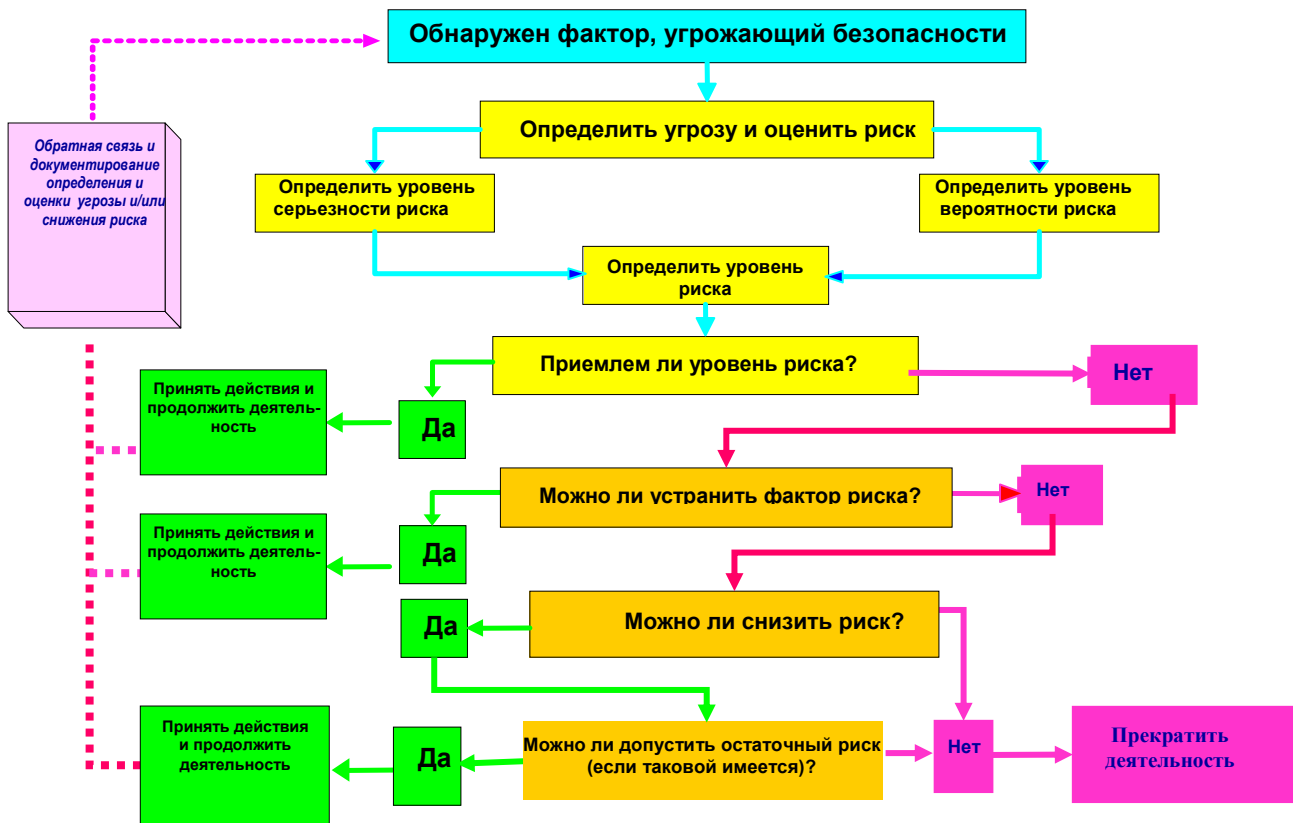 Обнаружен фактор, угрожающий безопасности
Определить угрозу и оценить риск
Обратная связь и
документирование
определения и
оценки угрозы и/или
снижения риска
Определить уровень
серьезности риска
Определить уровень
вероятности риска
Определить уровень
риска
Приемлем ли уровень риска?
Нет
Принять действия и
продолжить деятель-
ность
Да
Можно ли устранить фактор риска?
Нет
Принять действия и
продолжить деятель-
ность
Да
Можно ли снизить риск?
Да
Принять действия
и продолжить
деятельность
Да
Можно ли допустить остаточный риск
(если таковой имеется)?
Нет
Прекратить
деятельность